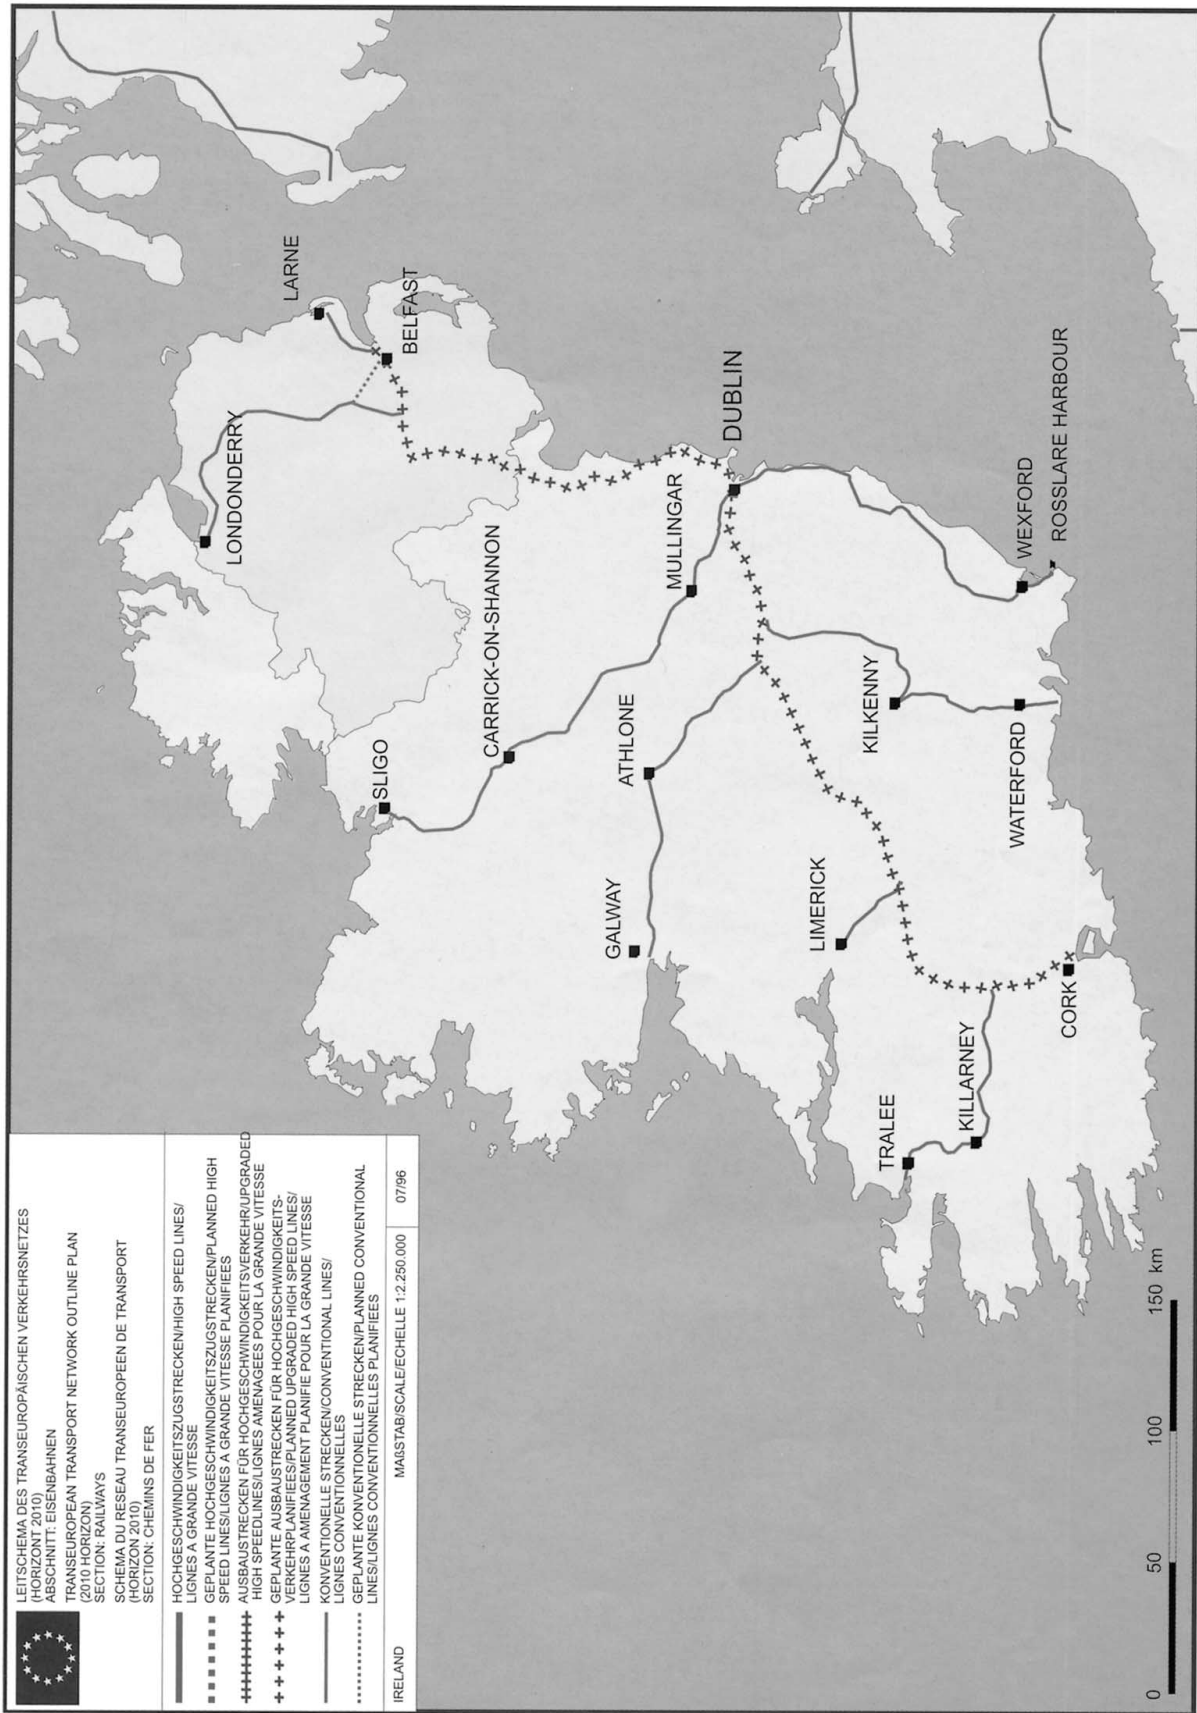 LEITSCHEMA DES TRANSEUROPÄISCHEN VERKEHRSNETZES
(HORIZONT 2010)
ABSCHNITT: EISENBAHNEN
TRANSEUROPEAN TRANSPORT NETWORK OUTLINE PLAN
(2010 HORIZON)
SECTION: RAILWAYS
SCHEMA DU RESEAU TRANSEUROPEEN DE TRANSPORT
(HORIZON 2010)
SECTION: CHEMINS DE FER
HOCHGESCHWINDIGKEITSZUGSTRECKEN/HIGH SPEED LINES/
LIGNES A GRANDE VITESSE
GEPLANTE HOCHGESCHWINDIGKEITSZUGSTRECKEN/PLANNED HIGH
SPEED LINES/LIGNES A GRANDE VITESSE PLANIFIEES
AUSBAUSTRECKEN FÜR HOCHGESCHWINDIGKEITSVERKEHR/UPGRADED
HIGH SPEEDLINES/LIGNES AMENAGEES POUR LA GRANDE VITESSE
GEPLANTE AUSBAUSTRECKEN FÜR HOCHGESCHWINDIGKEITS-
VERKEHRPLANIFIEES/PLANNED UPGRADED HIGH SPEED LINES/
LIGNES A AMENAGEMENT PLANIFIE POUR LA GRANDE VITESSE
KONVENTIONELLE STRECKEN/CONVENTIONAL LINES/
LIGNES CONVENTIONNELLES
GEPLANTE KONVENTIONELLE STRECKEN/PLANNED CONVENTIONAL
LINES/LIGNES CONVENTIONNELLES PLANIFIEES
IRELAND MAßSTAB/SCALE/ECHELLE 1:2.250.000 07/96
LARNE
BELFAST
LONDONDERRY
SLIGO
CARRICK-ON-SHANNON
MULLINGAR
DUBLIN
ATHLONE
GALWAY
KILKENNY
LIMERICK
WEXFORD
ROSSLARE HARBOUR
WATERFORD
TRALEE
KILLARNEY
CORK
0 50 100 150 km